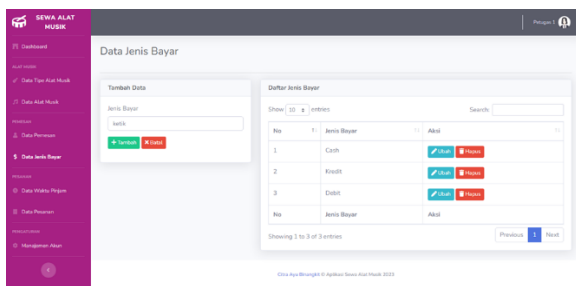 SEWA ALAT
MUSIK
Petugas 1
Dashboard
Data Jenis Bayar
ALAT MUSIK
Data Tipe Alat Musik
Data Alat Musik
Data Pemesan
Data Jenis Bayar
Data Waktu Pinjam
Data Pesanan
PENGATURAN
Manajemen Akun
Tambah Data
Jenis Bayar
ketik
Tambah Batal
Daftar Jenis Bayar
Show 10 entries Search:
No Jenis Bayar Aksi
1 Cash Ubah Hapus
2 Kredit Ubah Hapus
3 Debit Ubah Hapus
No Jenis Bayar Aksi
Showing 1 to 3 of 3 entries
Previous 1 Next
© Aplikasi Sewa Alat Musik 2023